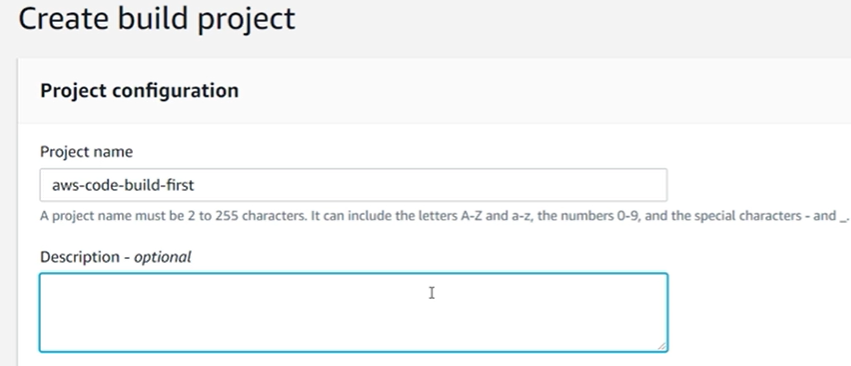 Create build project
Project configuration
Project name
aws-code-build-first
A project name must be 2 to 255 characters. It can include the letters A-Z and a-z, the numbers 0-9, and the special characters - and _.
Description - optional